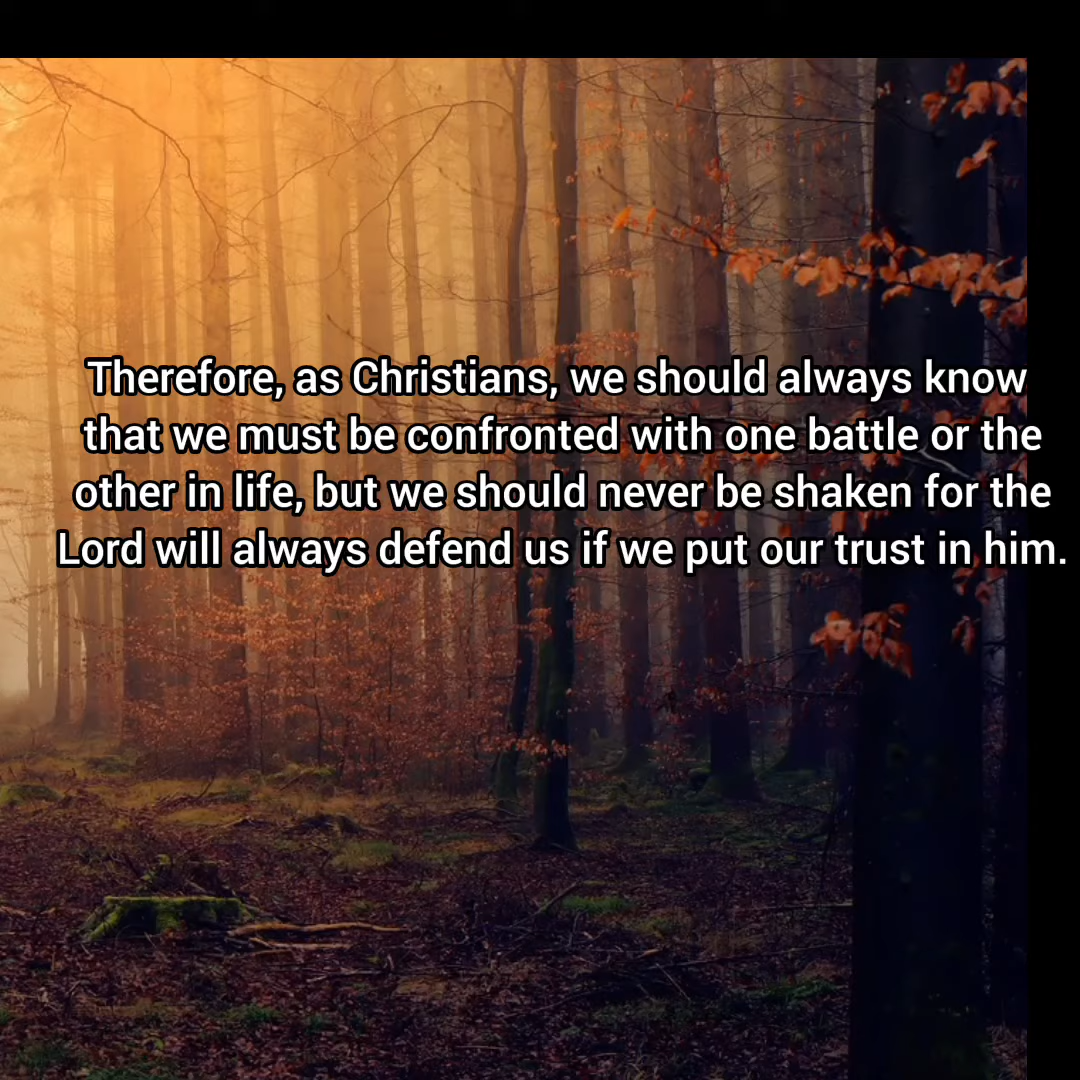 Therefore, as Christians, we should always know
that we must be confronted with one battle or the
other in life, but we should never be shaken for the
Lord will always defend us if we put our trust in him.